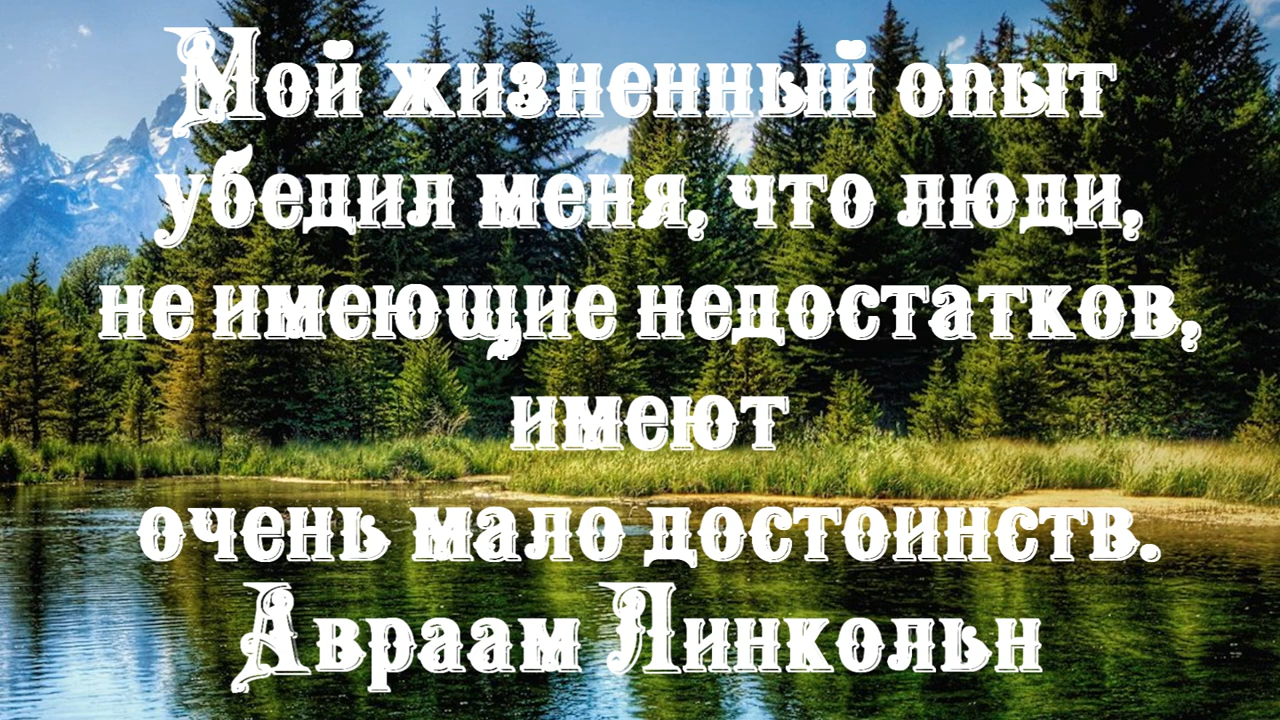 Мой жизненный опыт
убедил меня, что люди,
не имеющие недостатков,
имеют
очень мало достоинств.
Авраам Линкольн